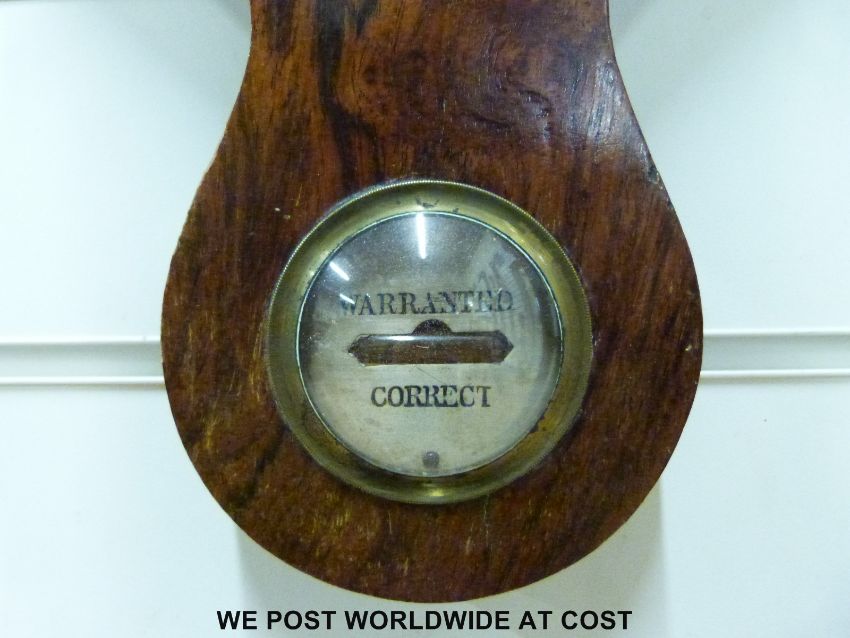 WARRANTED
CORRECT
WE POST WORLDWIDE AT COST